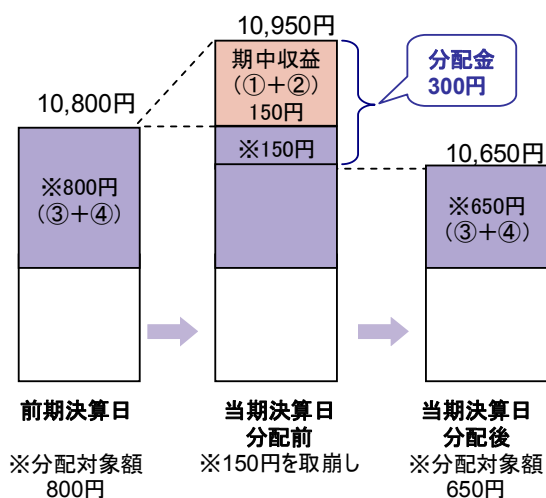 10,950円
分配金
300円
期中収益
（①＋②）
150円
10,800円
※150円
10,650円
※800円
（③＋④）
※650円
（③＋④）
前期決算日
当期決算日
分配前
当期決算日
分配後
※分配対象額
800円
※150円を取崩し
※分配対象額
650円